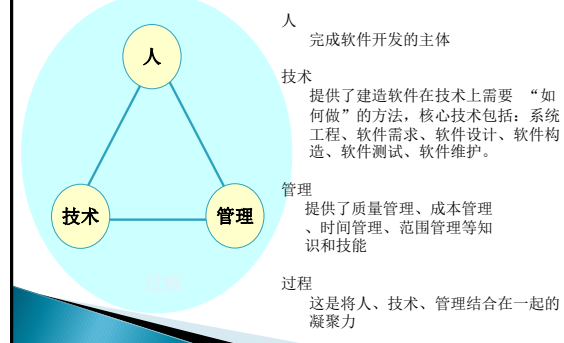 人
技术
管理
过程
人
完成软件开发的主体
技术
提供了建造软件在技术上需要 “如
何做”的方法，核心技术包括：系统
工程、软件需求、软件设计、软件构
造、软件测试、软件维护。
管理
提供了质量管理、成本管理
、时间管理、范围管理等知
识和技能
过程
这是将人、技术、管理结合在一起的
凝聚力